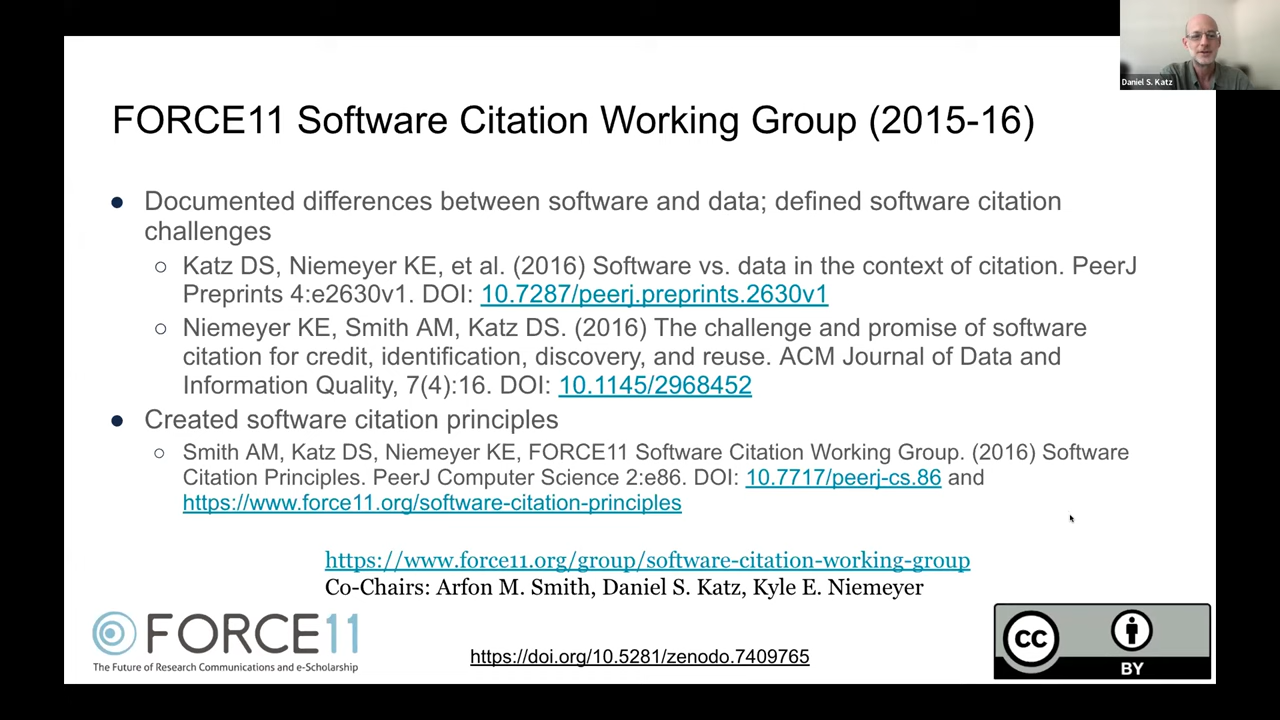 Daniel S. Katz
FORCE11 Software Citation Working Group (2015-16)
● Documented differences between software and data; defined software citation
challenges
○ Katz DS, Niemeyer KE, et al. (2016) Software vs. data in the context of citation. PeerJ
Preprints 4:e2630v1. DOI: 10.7287/peerj.preprints.2630v1
○ Niemeyer KE, Smith AM, Katz DS. (2016) The challenge and promise of software
citation for credit, identification, discovery, and reuse. ACM Journal of Data and
Information Quality, 7(4):16. DOI: 10.1145/2968452
● Created software citation principles
○ Smith AM, Katz DS, Niemeyer KE, FORCE11 Software Citation Working Group. (2016) Software
Citation Principles. PeerJ Computer Science 2:e86. DOI: 10.7717/peerj-cs.86 and
https://www.force11.org/software-citation-principles
https://www.force11.org/group/software-citation-working-group
Co-Chairs: Arfon M. Smith, Daniel S. Katz, Kyle E. Niemeyer
FORCE11
The Future of Research Communications and e-Scholarship
https://doi.org/10.5281/zenodo.7409765
CC
BY